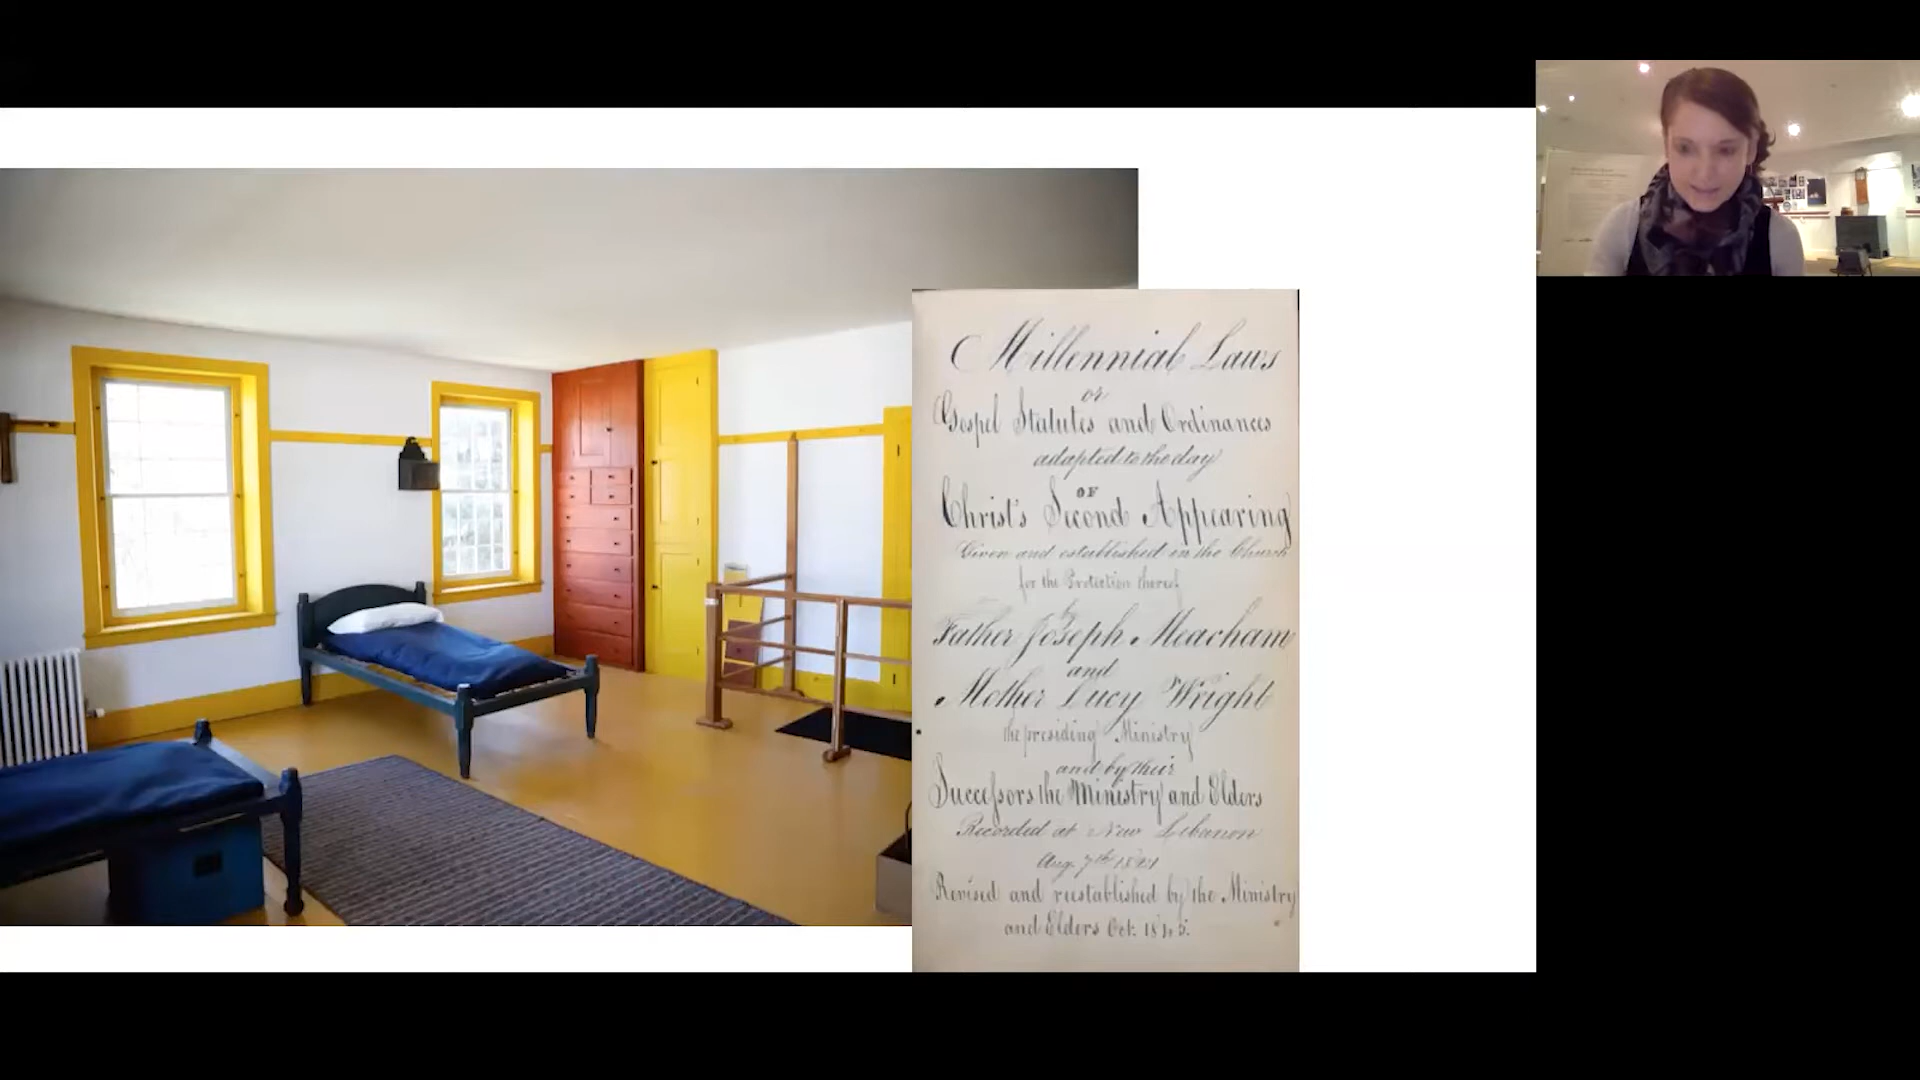 Millennial Laws
or
Gospel Statutes and Ordinances
adapted to the day
OF
Christ's Second Appearing
Given and established in the Church
for the Protection thereof
by
Father Joseph Meacham
and
Mother Lucy Wright
the presiding Ministry
and by their
Successors the Ministry and Elders
Recorded at New Lebanon
Aug. 7th 1821
Revised and reestablished by the Ministry
and Elders Oct. 1845.